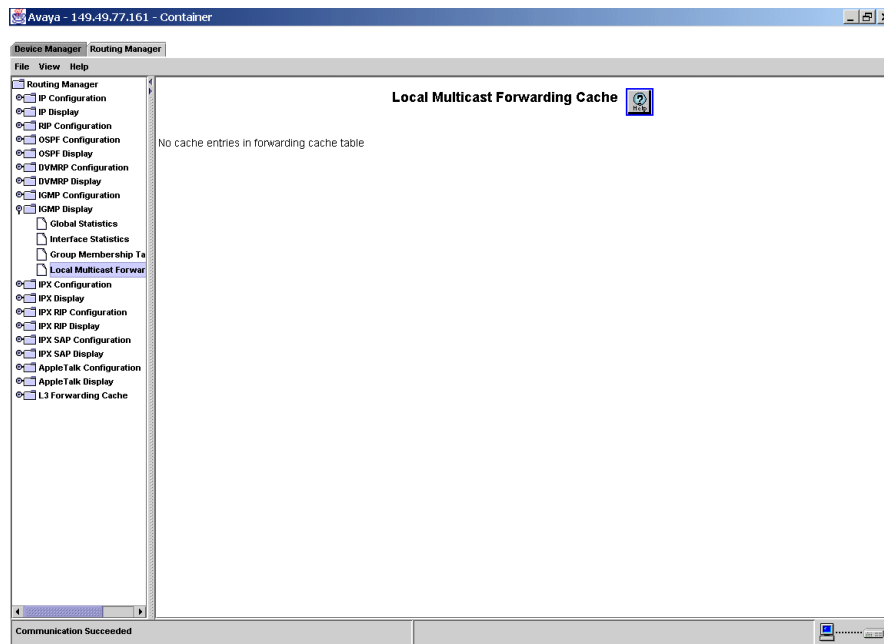 Avaya - 149.49.77.161 - Container
Device Manager Routing Manager
File View Help
Routing Manager
IP Configuration
IP Display
RIP Configuration
OSPF Configuration
OSPF Display
DVMRP Configuration
DVMRP Display
IGMP Configuration
IGMP Display
Global Statistics
Interface Statistics
Group Membership Ta
Local Multicast Forwar
IPX Configuration
IPX Display
IPX RIP Configuration
IPX RIP Display
IPX SAP Configuration
IPX SAP Display
AppleTalk Configuration
AppleTalk Display
L3 Forwarding Cache
Local Multicast Forwarding Cache
Help
No cache entries in forwarding cache table
Communication Succeeded